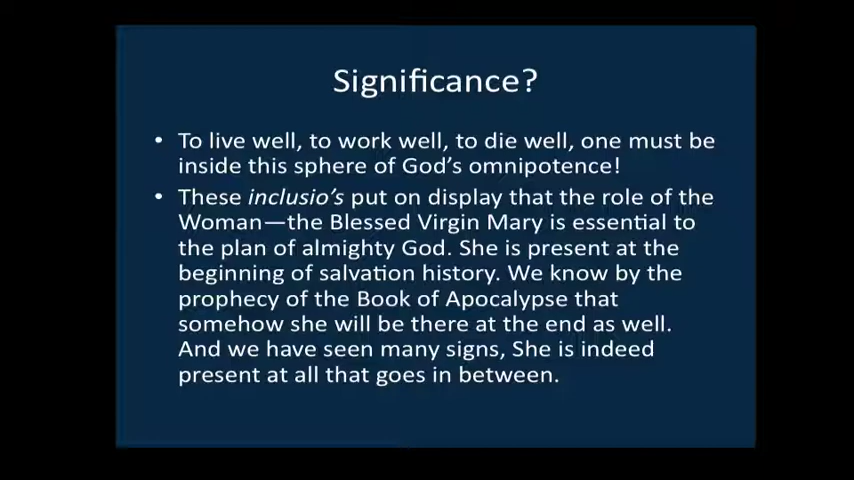 Significance?
• To live well, to work well, to die well, one must be
inside this sphere of God’s omnipotence!
• These inclusio’s put on display that the role of the
Woman—the Blessed Virgin Mary is essential to
the plan of almighty God. She is present at the
beginning of salvation history. We know by the
prophecy of the Book of Apocalypse that
somehow she will be there at the end as well.
And we have seen many signs, She is indeed
present at all that goes in between.